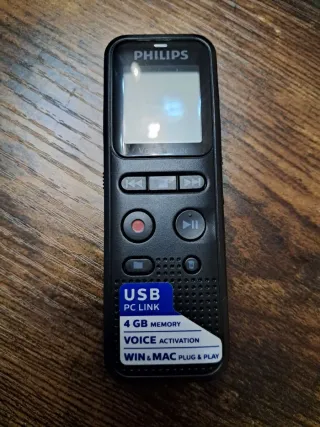 PHILIPS
USB
PC LINK
4 GB MEMORY
VOICE ACTIVATION
WIN & MAC PLUG & PLAY